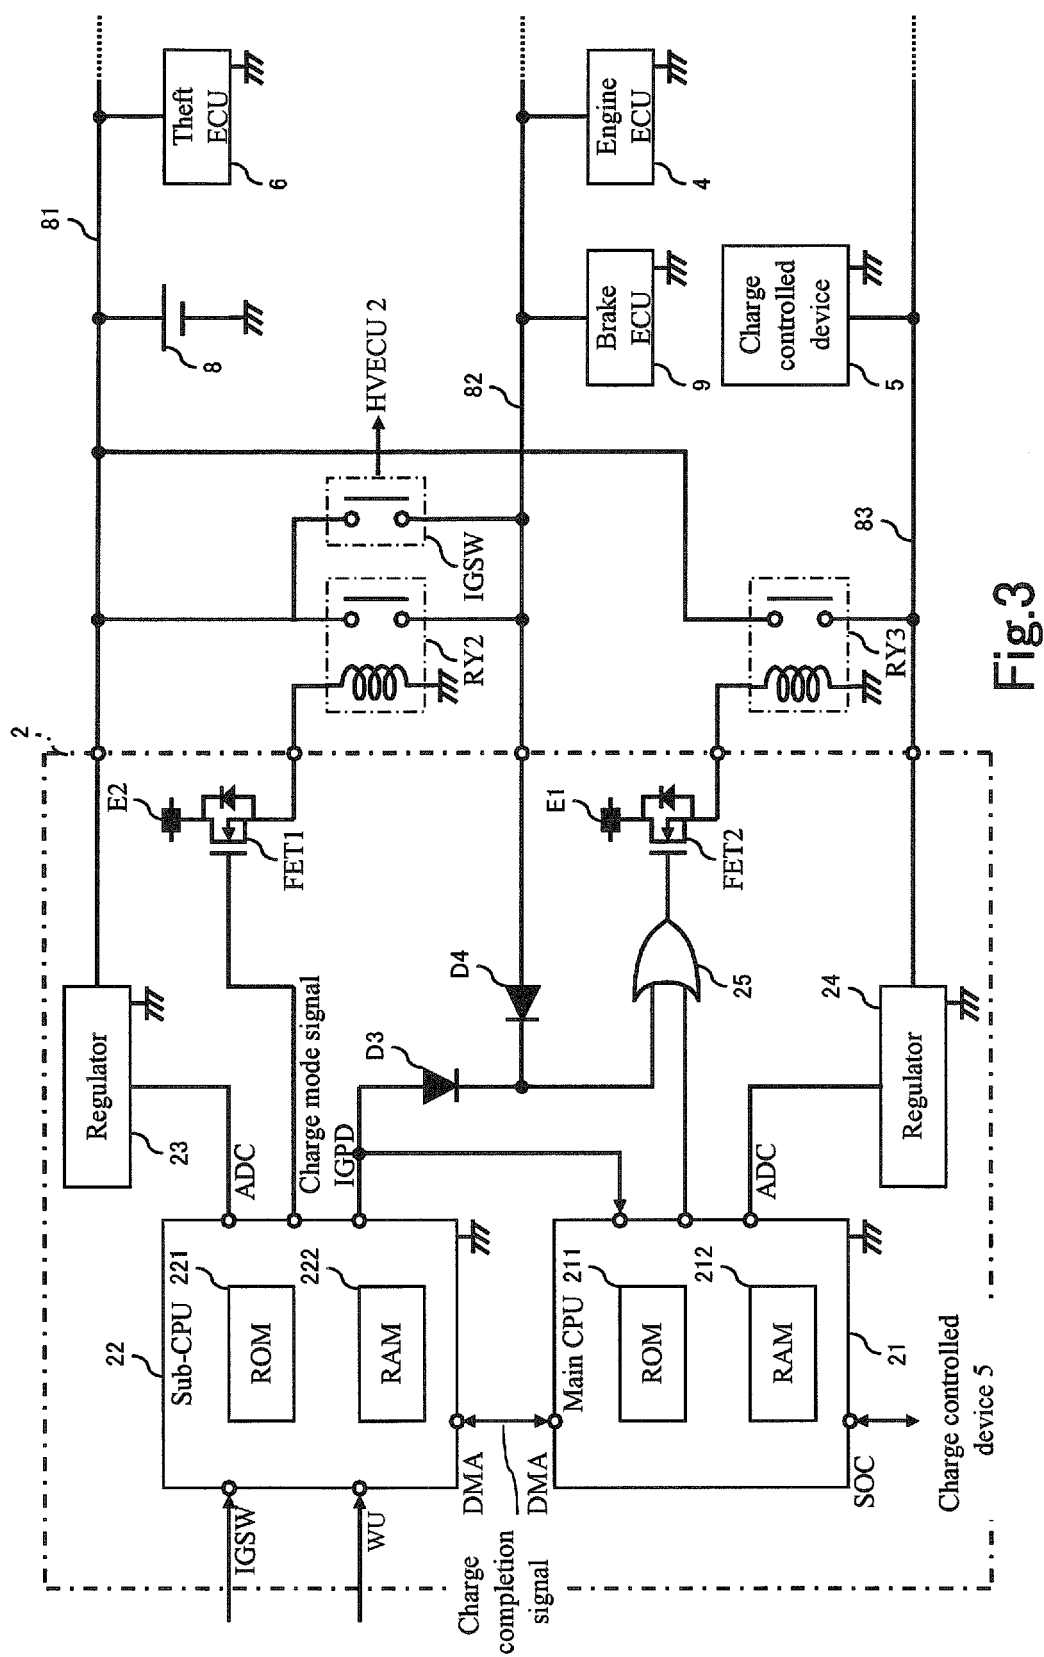 2
81
Theft
ECU
6
8
HVECU 2
82
Engine
ECU
4
Brake
ECU
9
Charge
controlled
device
5
83
IGSW
RY2
RY3
E2
FET1
E1
FET2
Regulator
23
ADC
Charge mode signal
IGPD
D3
D4
25
24
Regulator
ADC
22
Sub-CPU
221
ROM
222
RAM
IGSW
WU
DMA
DMA
Charge
completion
signal
Main CPU
211
ROM
212
RAM
21
SOC
Charge controlled
device 5
Fig.3